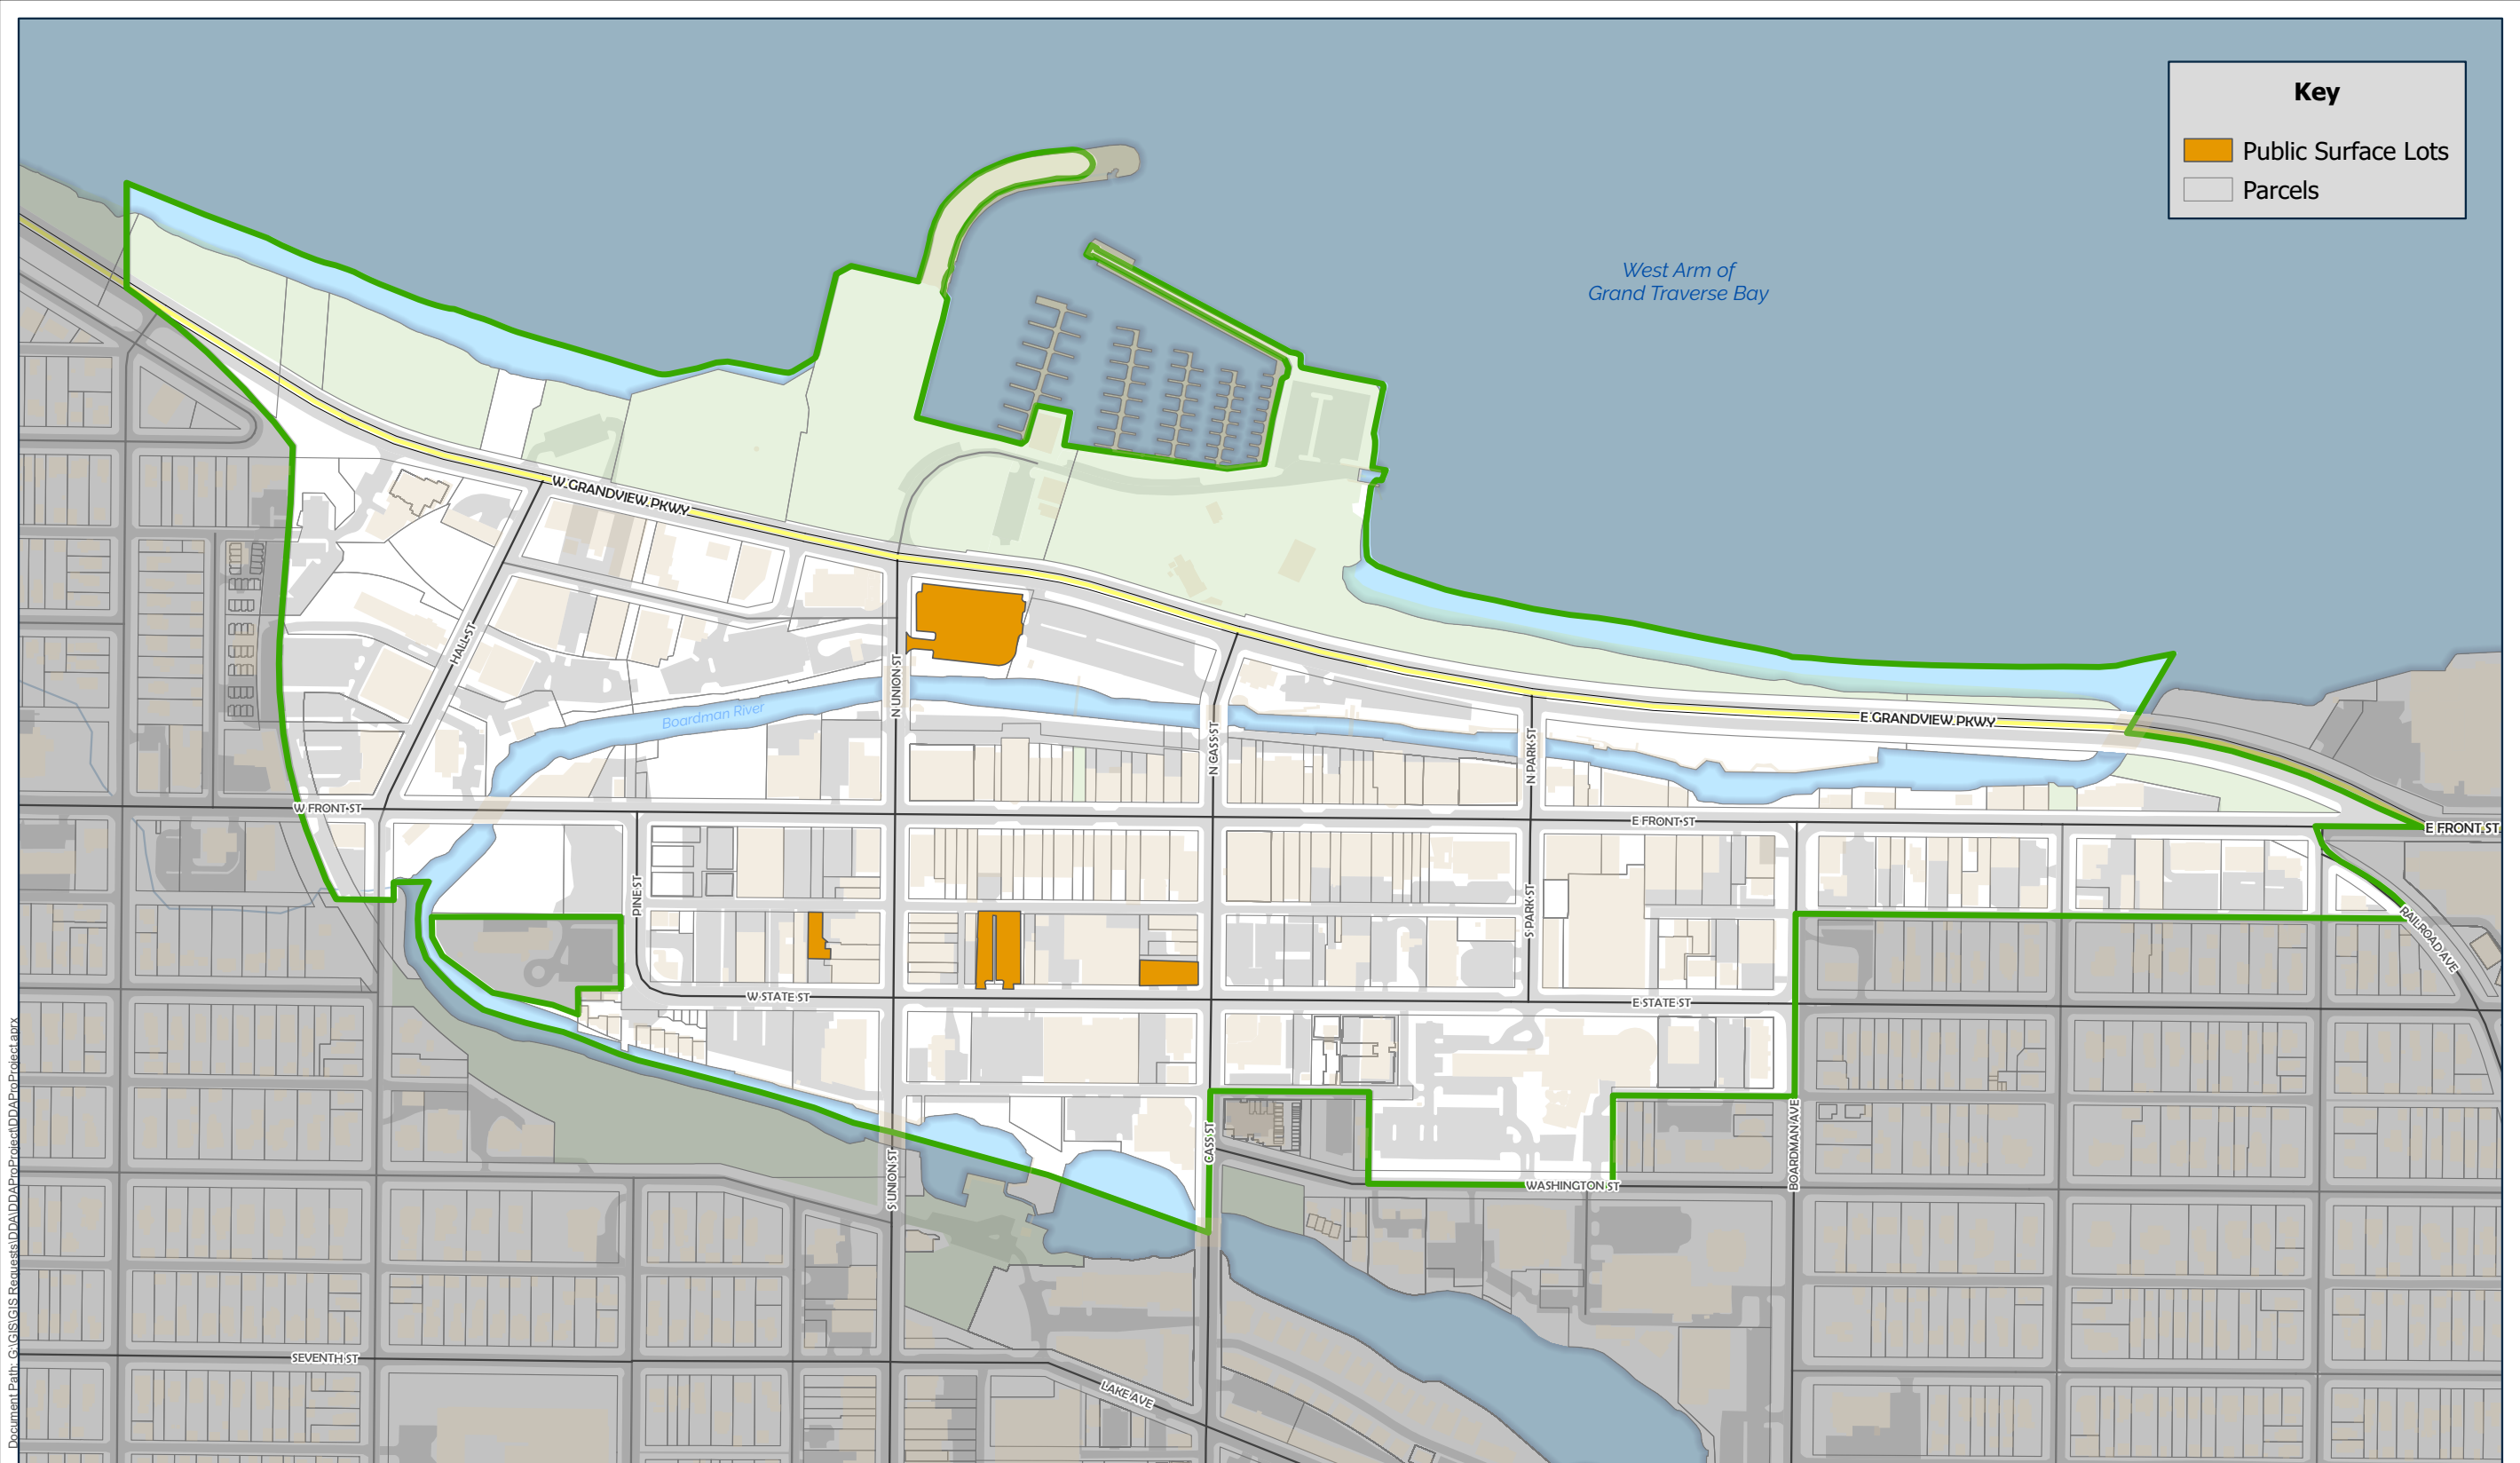 Key
Public Surface Lots
Parcels
West Arm of
Grand Traverse Bay
W GRANDVIEW PKWY
HALL ST
N UNION ST
Boardman River
N CASS ST
N PARK ST
E GRANDVIEW PKWY
W FRONT ST
E FRONT ST
E FRONT ST
PINE ST
S PARK ST
RAILROAD AVE
W STATE ST
E STATE ST
CASS ST
S UNION ST
BOARDMAN AVE
WASHINGTON ST
SEVENTH ST
LAKE AVE
Document Path: G:\GIS\GIS Requests\DDA\DDAProProject\DDAProProject.aprx